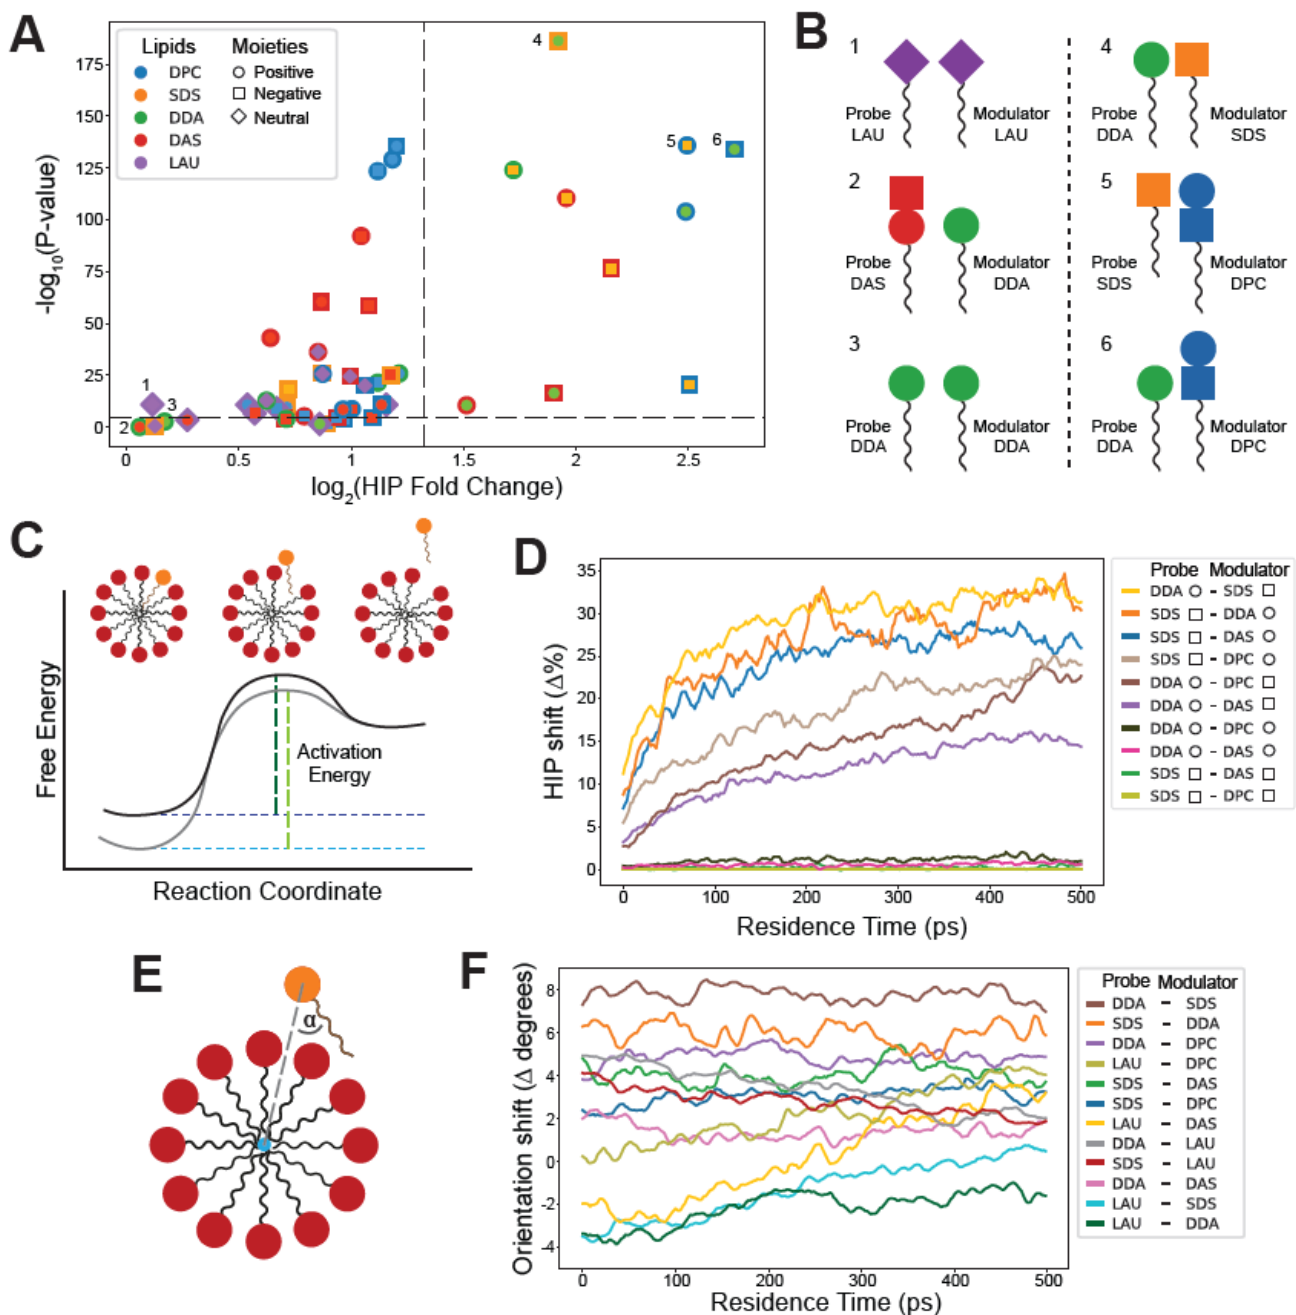 A
Lipids Moieties
DPC Positive
SDS Negative
DDA Neutral
DAS
LAU
175
150
125
100
75
50
25
0
-log10(P-value)
0 0.5 1 1.5 2 2.5
log2(HIP Fold Change)
1
2
3
4
5
6
B
1
Probe LAU
Modulator LAU
4
Probe DDA
Modulator SDS
2
Probe DAS
Modulator DDA
5
Probe SDS
Modulator DPC
3
Probe DDA
Modulator DDA
6
Probe DDA
Modulator DPC
C
Free Energy
Activation
Energy
Reaction Coordinate
D
35
30
25
20
15
10
5
0
HIP shift (Δ%)
0 100 200 300 400 500
Residence Time (ps)
Probe Modulator
DDA - SDS
SDS - DDA
SDS - DAS
SDS - DPC
DDA - DPC
DDA - DAS
DDA - DPC
DDA - DAS
SDS - DAS
SDS - DPC
E
α
F
8
6
4
2
0
-2
-4
Orientation shift (Δ degrees)
0 100 200 300 400 500
Residence Time (ps)
Probe Modulator
DDA - SDS
SDS - DDA
DDA - DPC
LAU - DPC
SDS - DAS
SDS - DPC
LAU - DAS
DDA - LAU
SDS - LAU
DDA - DAS
LAU - SDS
LAU - DDA